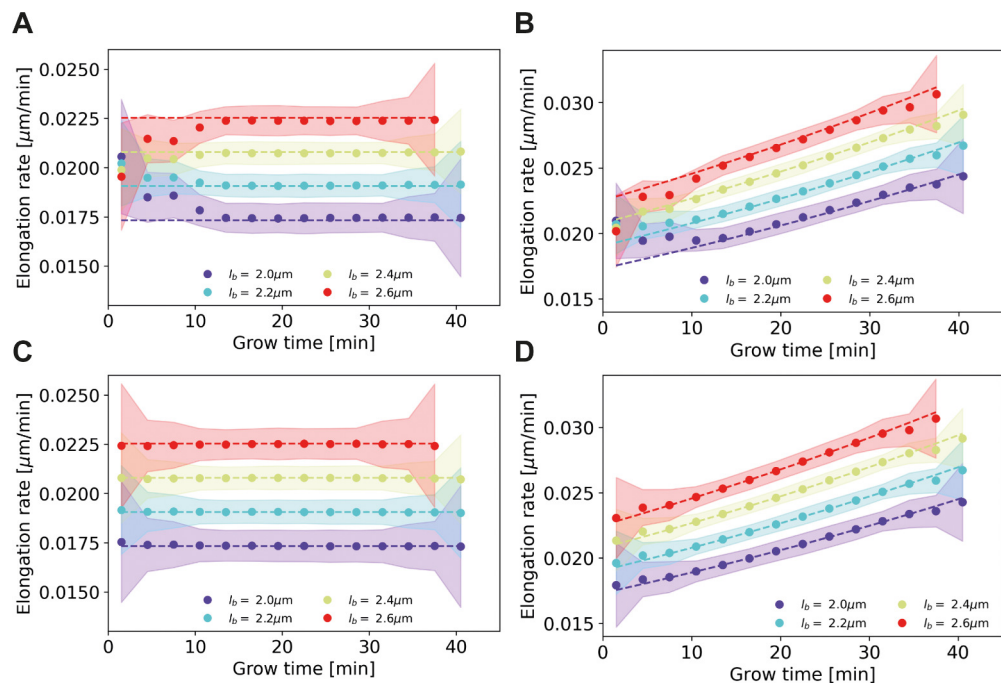 A
B
Elongation rate [μm/min]
0.0250
0.0225
0.0200
0.0175
0.0150
l_b = 2.0μm
l_b = 2.4μm
l_b = 2.2μm
l_b = 2.6μm
0 10 20 30 40
Grow time [min]
Elongation rate [μm/min]
0.030
0.025
0.020
0.015
l_b = 2.0μm
l_b = 2.4μm
l_b = 2.2μm
l_b = 2.6μm
0 10 20 30 40
Grow time [min]
C
D
Elongation rate [μm/min]
0.0250
0.0225
0.0200
0.0175
0.0150
l_b = 2.0μm
l_b = 2.4μm
l_b = 2.2μm
l_b = 2.6μm
0 10 20 30 40
Grow time [min]
Elongation rate [μm/min]
0.030
0.025
0.020
0.015
l_b = 2.0μm
l_b = 2.4μm
l_b = 2.2μm
l_b = 2.6μm
0 10 20 30 40
Grow time [min]